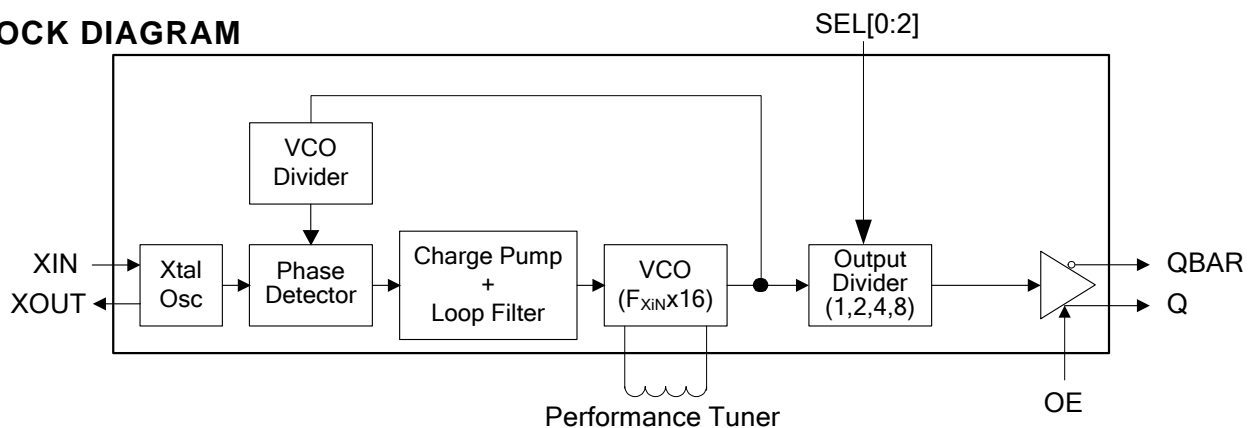 OCK DIAGRAM
SEL[0:2]
VCO
Divider
XIN
XOUT
Xtal
Osc
Phase
Detector
Charge Pump
+
Loop Filter
VCO
(FXiNx16)
Output
Divider
(1,2,4,8)
QBAR
Q
OE
Performance Tuner